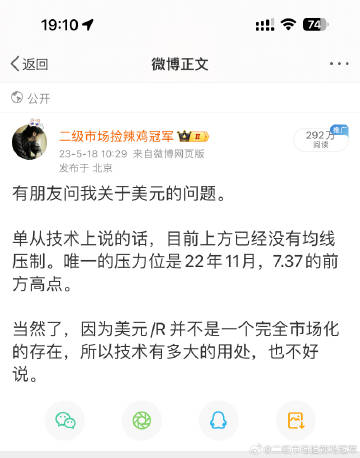 19:10
74
返回
微博正文
公开
二级市场捡辣鸡冠军
292万
推广
阅读
23-5-18 10:29 来自微博网页版
发布于 北京
有朋友问我关于美元的问题。
单从技术上说的话，目前上方已经没有均线
压制。唯一的压力位是22年11月，7.37的前
方高点。
当然了，因为美元/R并不是一个完全市场化
的存在，所以技术有多大的用处，也不好
说。
@二级市场捡辣鸡冠军